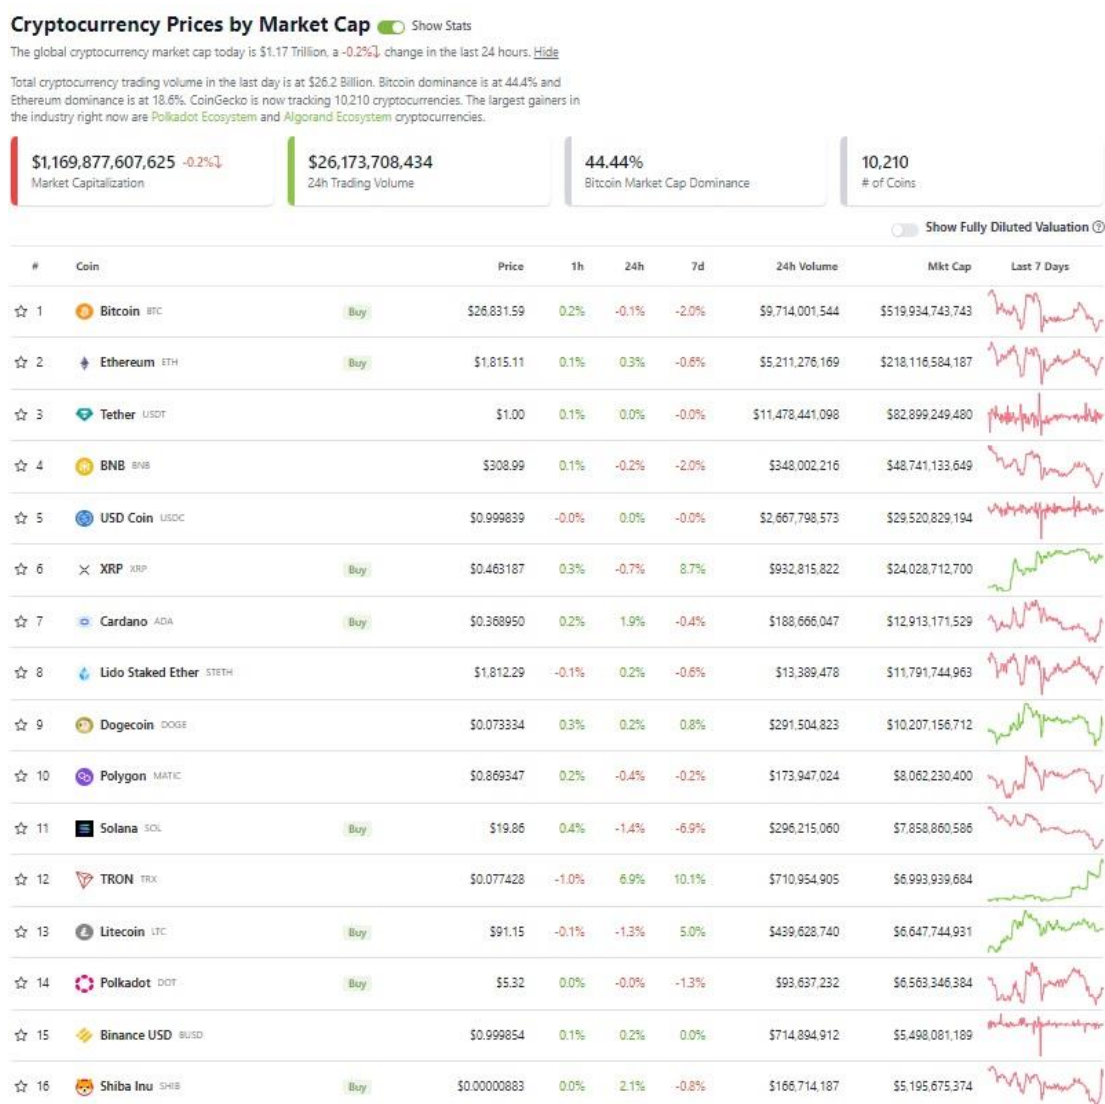 Cryptocurrency Prices by Market Cap Show Stats
The global cryptocurrency market cap today is $1.17 Trillion, a -0.2% change in the last 24 hours. Hide
Total cryptocurrency trading volume in the last day is at $26.2 Billion. Bitcoin dominance is at 44.4% and
Ethereum dominance is at 18.6%. CoinGecko is now tracking 10,210 cryptocurrencies. The largest gainers in
the industry right now are Polkadot Ecosystem and Algorand Ecosystem cryptocurrencies.
$1,169,877,607,625 -0.2% $26,173,708,434 44.44% 10,210
Market Capitalization 24h Trading Volume Bitcoin Market Cap Dominance # of Coins
Show Fully Diluted Valuation ?
# Coin Price 1h 24h 7d 24h Volume Mkt Cap Last 7 Days
1 Bitcoin BTC Buy $26,831.59 0.2% -0.1% -2.0% $9,714,001,544 $519,934,743,743
2 Ethereum ETH Buy $1,815.11 0.1% 0.3% -0.6% $5,211,276,169 $218,116,584,187
3 Tether USDT $1.00 0.1% 0.0% -0.0% $11,478,441,098 $82,899,249,480
4 BNB BNB $308.99 0.1% -0.2% -2.0% $348,002,216 $48,741,133,649
5 USD Coin USDC $0.999839 -0.0% 0.0% -0.0% $2,667,798,573 $29,520,829,194
6 XRP XRP Buy $0.463187 0.3% -0.7% 8.7% $932,815,822 $24,028,712,700
7 Cardano ADA Buy $0.368950 0.2% 1.9% -0.4% $188,666,047 $12,913,171,529
8 Lido Staked Ether STETH $1,812.29 -0.1% 0.2% -0.6% $13,389,478 $11,791,744,963
9 Dogecoin DOGE $0.073334 0.3% 0.2% 0.8% $291,504,823 $10,207,156,712
10 Polygon MATIC $0.869347 0.2% -0.4% -0.2% $173,947,024 $8,062,230,400
11 Solana SOL Buy $19.86 0.4% -1.4% -6.9% $296,215,060 $7,858,860,586
12 TRON TRX $0.077428 -1.0% 6.9% 10.1% $710,954,905 $6,993,939,684
13 Litecoin LTC Buy $91.15 -0.1% -1.3% 5.0% $439,628,740 $6,647,744,931
14 Polkadot DOT Buy $5.32 0.0% -0.0% -1.3% $93,637,232 $6,563,346,384
15 Binance USD BUSD $0.999854 0.1% 0.2% 0.0% $714,894,912 $5,498,081,189
16 Shiba Inu SHIB Buy $0.00000883 0.0% 2.1% -0.8% $166,714,187 $5,195,675,374